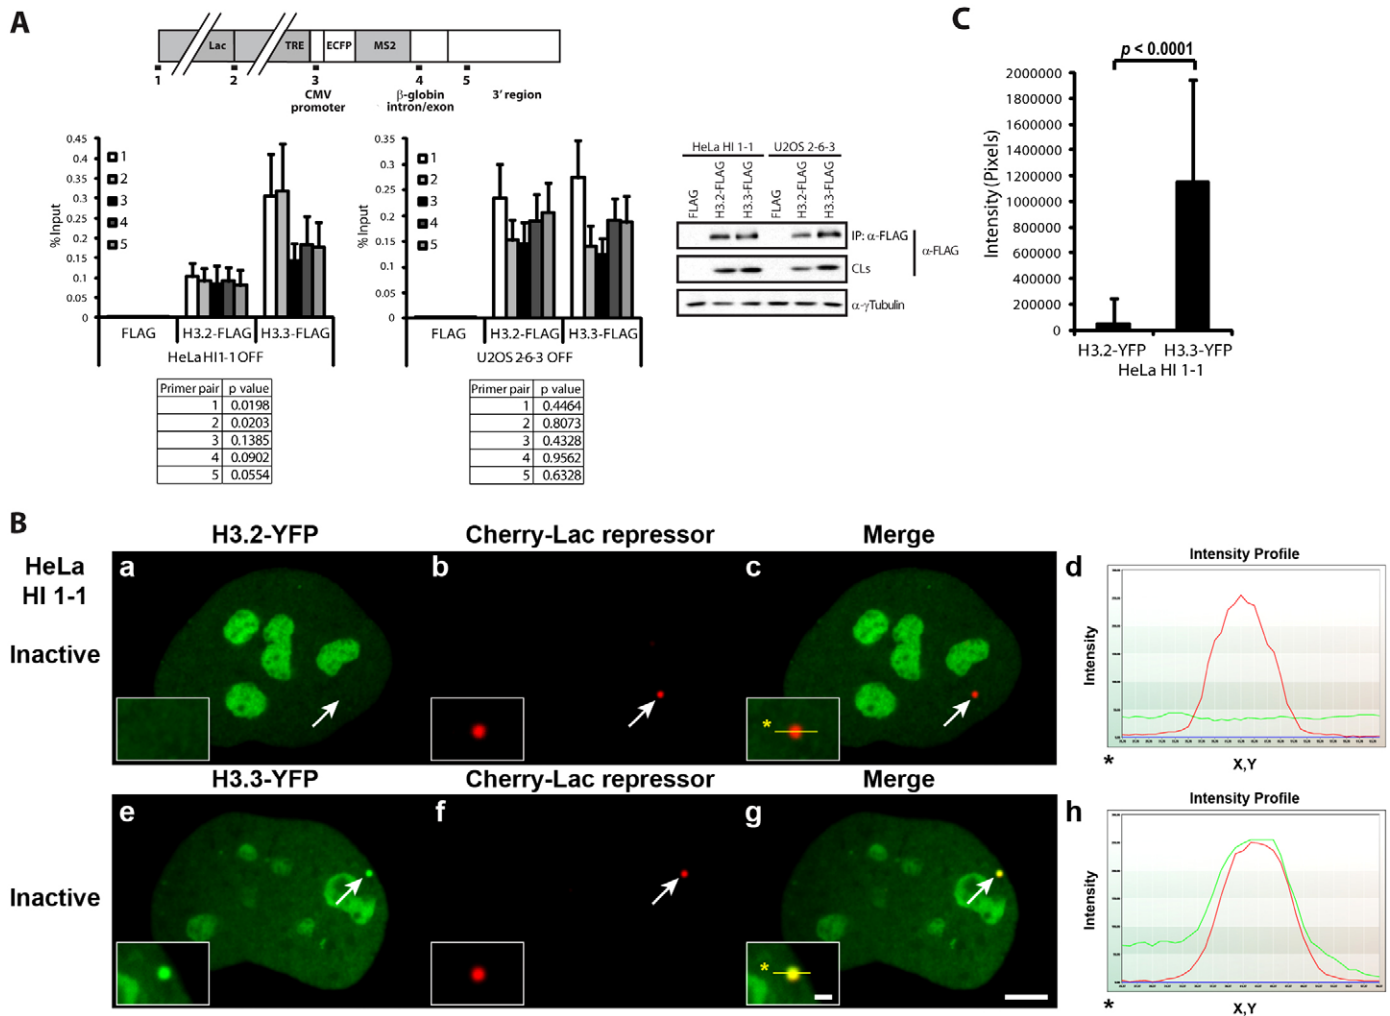 A
Lac
TRE
ECFP
MS2
1
2
3
4
5
CMV
promoter
β-globin
intron/exon
3' region
% Input
0.45
0.4
0.35
0.3
0.25
0.2
0.15
0.1
0.05
0
1
2
3
4
5
FLAG
H3.2-FLAG
H3.3-FLAG
HeLa HI1-1 OFF
Primer pair p value
1 0.0198
2 0.0203
3 0.1385
4 0.0902
5 0.0554
% Input
0.35
0.3
0.25
0.2
0.15
0.1
0.05
0
1
2
3
4
5
FLAG
H3.2-FLAG
H3.3-FLAG
U2OS 2-6-3 OFF
Primer pair p value
1 0.4464
2 0.8073
3 0.4328
4 0.9562
5 0.6328
HeLa HI 1-1
U2OS 2-6-3
FLAG
H3.2-FLAG
H3.3-FLAG
FLAG
H3.2-FLAG
H3.3-FLAG
IP: α-FLAG
CLs
α-FLAG
α-γTubulin
C
p < 0.0001
Intensity (Pixels)
2000000
1800000
1600000
1400000
1200000
1000000
800000
600000
400000
200000
0
H3.2-YFP
H3.3-YFP
HeLa HI 1-1
B
H3.2-YFP
Cherry-Lac repressor
Merge
HeLa
HI 1-1
Inactive
a
b
c
*
d
Intensity Profile
Intensity
*
X,Y
H3.3-YFP
Cherry-Lac repressor
Merge
Inactive
e
f
g
*
h
Intensity Profile
Intensity
*
X,Y